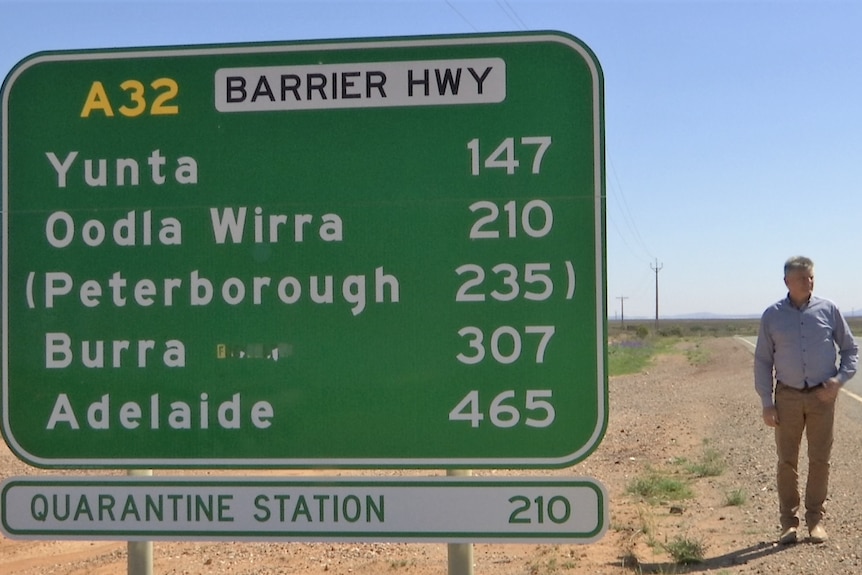 A32 BARRIER HWY
Yunta 147
Oodla Wirra 210
(Peterborough 235)
Burra 307
Adelaide 465
QUARANTINE STATION 210